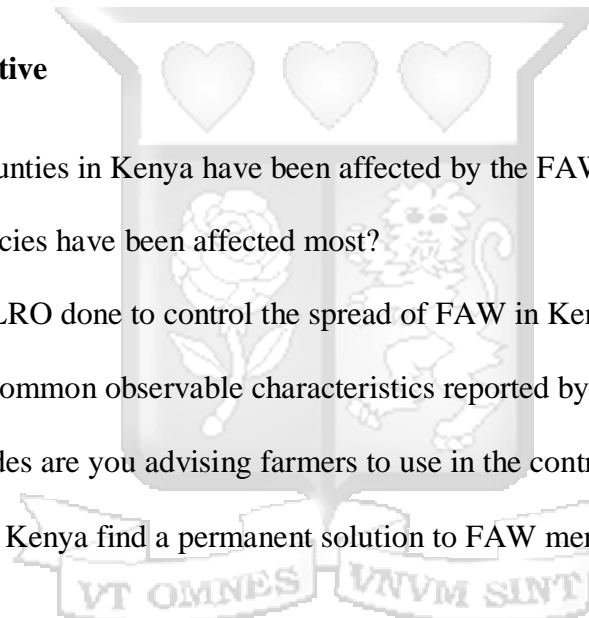 tive
unties in Kenya have been affected by the FAW
cies have been affected most?
LRO done to control the spread of FAW in Ken
ommon observable characteristics reported by
des are you advising farmers to use in the contr
Kenya find a permanent solution to FAW men
VT OMNES VNVM SINT